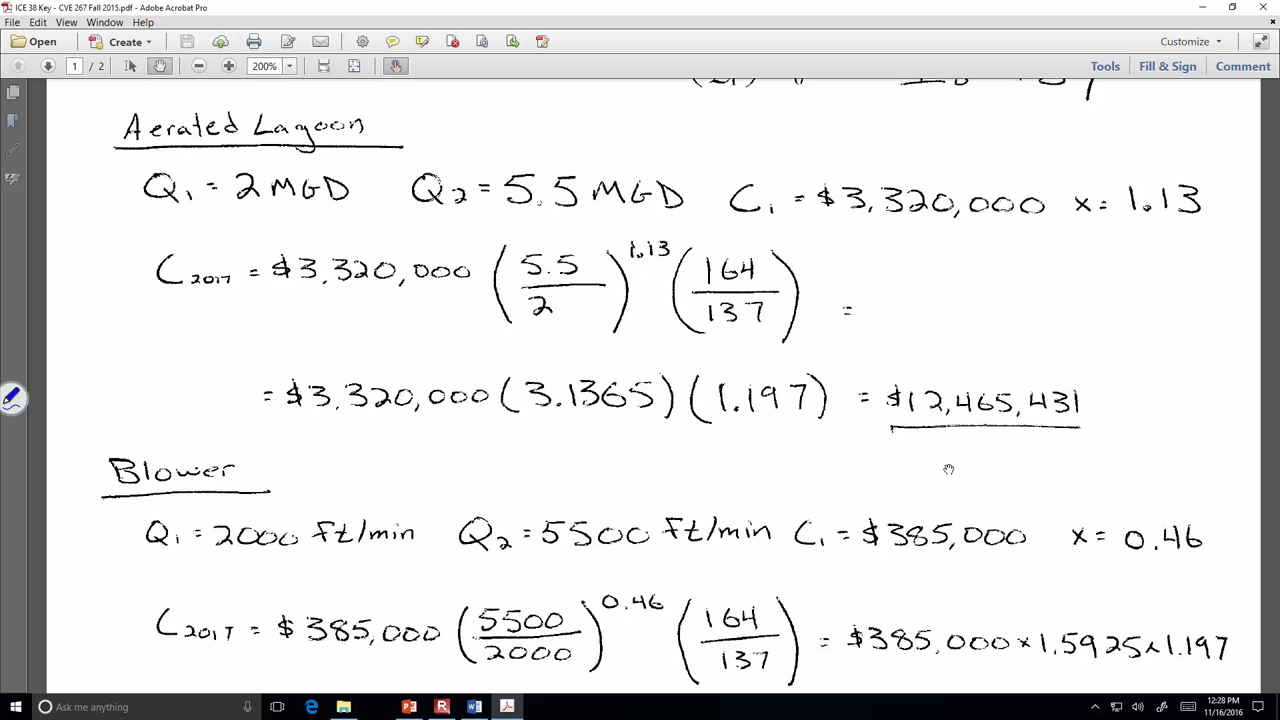 ICE 38 Key - CVE 267 Fall 2015.pdf - Adobe Acrobat Pro
File Edit View Window Help
Open Create Customize
1 / 2 200% Tools Fill & Sign Comment
Aerated Lagoon
Q1 = 2 MGD Q2 = 5.5 MGD C1 = $3,320,000 x = 1.13
C2017 = $3,320,000 (5.5/2)^1.13 (164/137) =
= $3,320,000 (3.1365) (1.197) = $12,465,431
Blower
Q1 = 2000 ft/min Q2 = 5500 ft/min C1 = $385,000 x = 0.46
C2017 = $385,000 (5500/2000)^0.46 (164/137) = $385,000 x 1.5925 x 1.197
Ask me anything
12:28 PM
11/16/2016